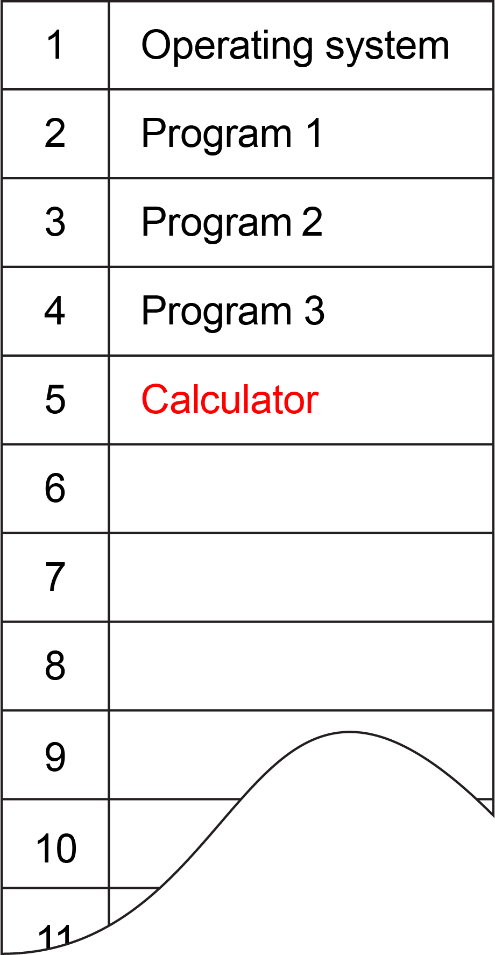 1 Operating system
2 Program 1
3 Program 2
4 Program 3
5 Calculator
6
7
8
9
10
11